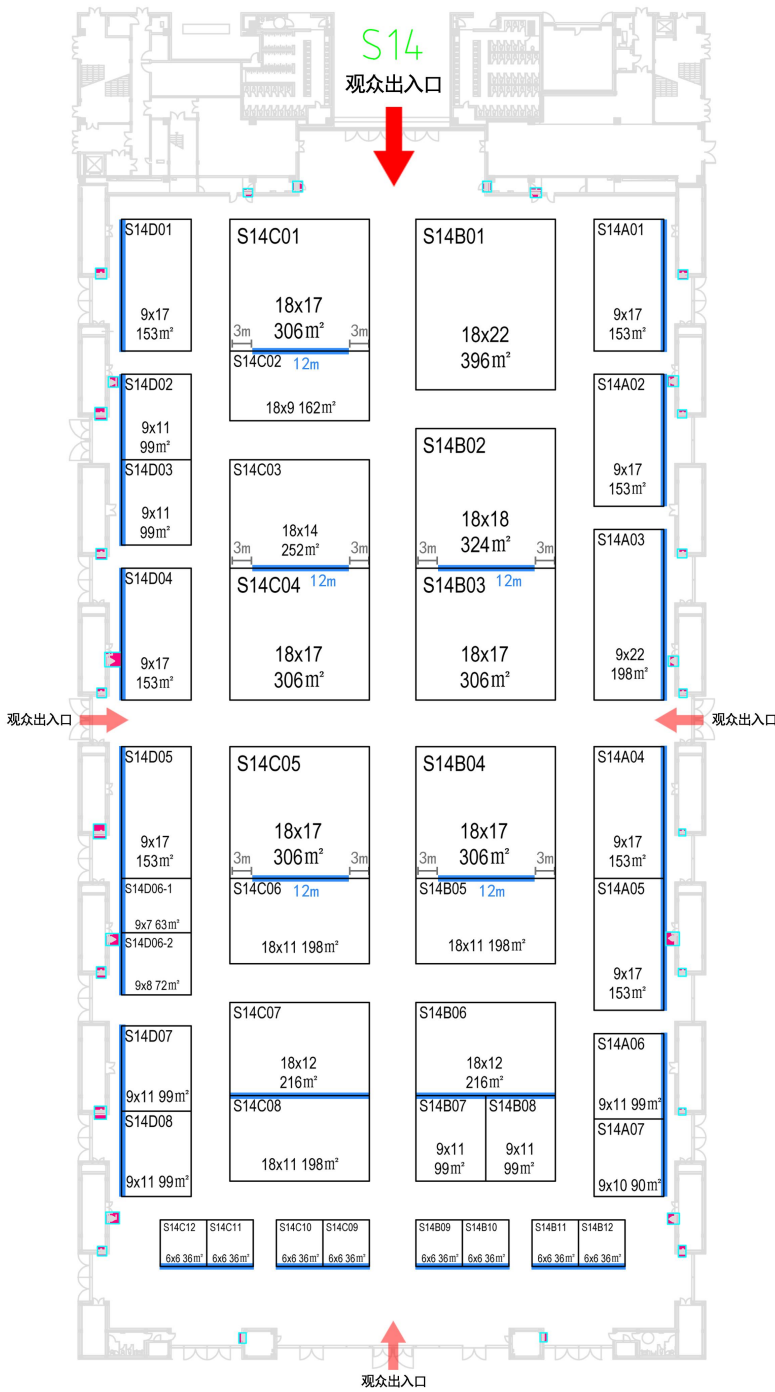 S14
观众出入口
S14D01
9x17
153m²
S14C01
18x17
306m²
3m
3m
12m
S14C02
18x9 162m²
S14B01
18x22
396m²
S14A01
9x17
153m²
S14D02
9x11
99m²
S14D03
9x11
99m²
S14A02
9x17
153m²
S14C03
18x14
252m²
3m
3m
12m
S14C04
18x17
306m²
S14B02
18x18
324m²
3m
3m
12m
S14B03
18x17
306m²
S14D04
9x17
153m²
S14A03
9x22
198m²
观众出入口
观众出入口
S14D05
9x17
153m²
S14D06-1
9x7 63m²
S14D06-2
9x8 72m²
S14C05
18x17
306m²
3m
3m
12m
S14C06
18x11 198m²
S14B04
18x17
306m²
3m
3m
12m
S14B05
18x11 198m²
S14A04
9x17
153m²
S14A05
9x17
153m²
S14D07
9x11 99m²
S14D08
9x11 99m²
S14C07
18x12
216m²
S14C08
18x11 198m²
S14B06
18x12
216m²
S14B07
9x11
99m²
S14B08
9x11
99m²
S14A06
9x11 99m²
S14A07
9x10 90m²
S14C12
6x6 36m²
S14C11
6x6 36m²
S14C10
6x6 36m²
S14C09
6x6 36m²
S14B09
6x6 36m²
S14B10
6x6 36m²
S14B11
6x6 36m²
S14B12
6x6 36m²
观众出入口